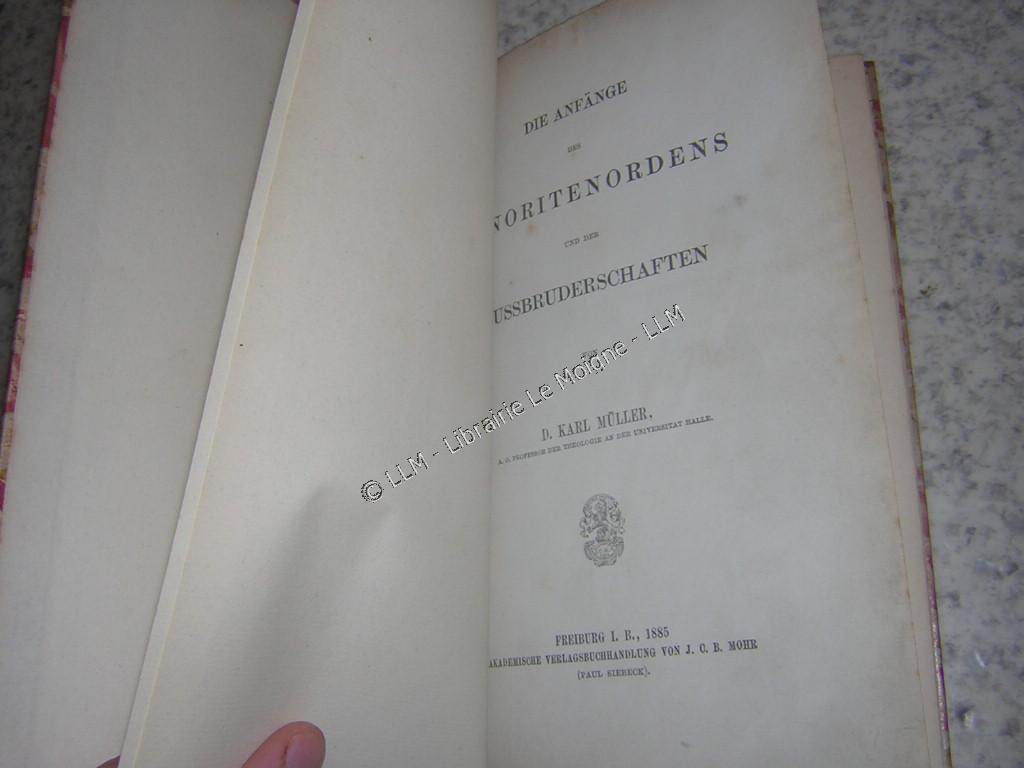 DIE ANFÄNGE
DES
NORITENORDENS
UND DER
USSBRUDERSCHAFTEN
© LLM - Librairie Le Moigne - LLM
D. KARL MÜLLER,
A. O. PROFESSOR DER THEOLOGIE AN DER UNIVERSITÄT HALLE.
FREIBURG I. B., 1885
AKADEMISCHE VERLAGSBUCHHANDLUNG VON J. C. B. MOHR
(PAUL SIEBECK).